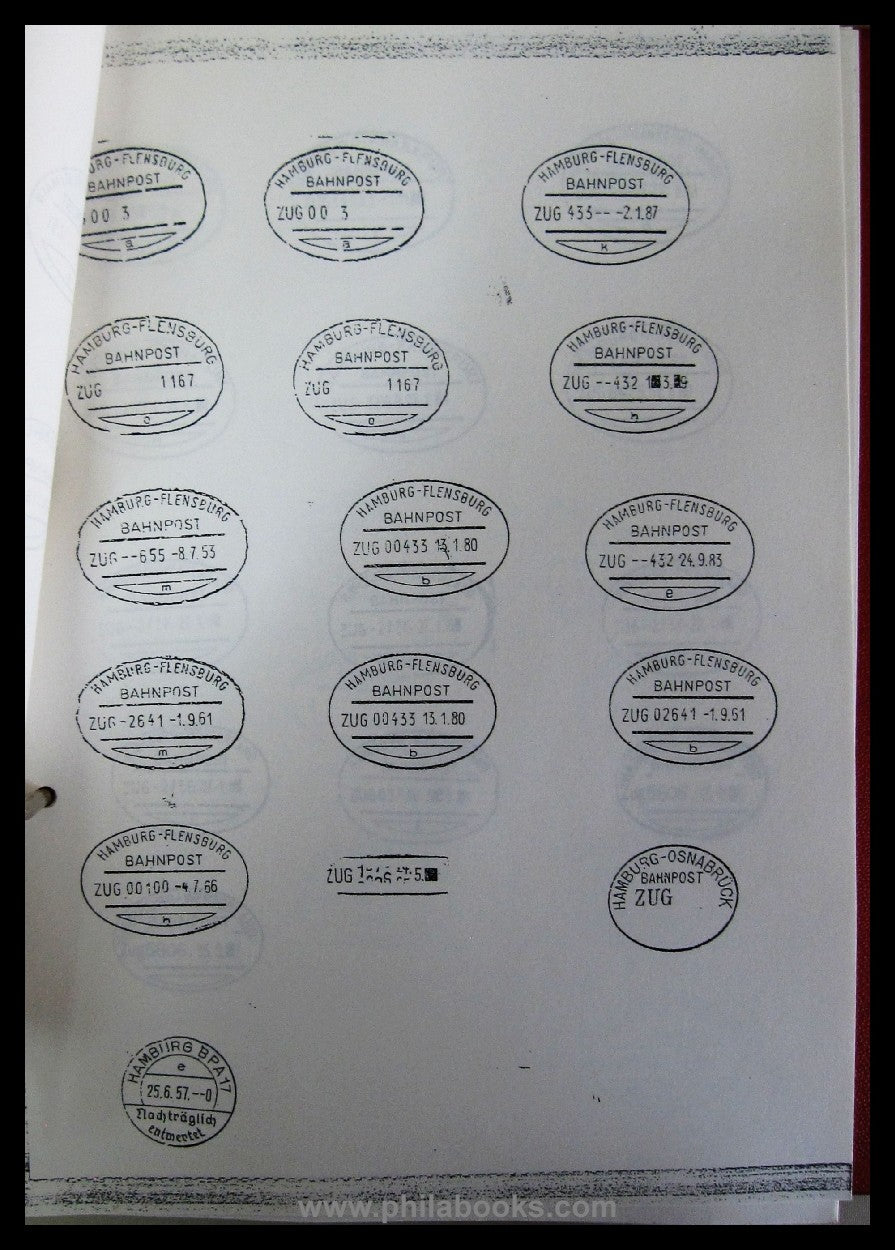 HAMBURG-FLENSBURG
BAHNPOST
00 3
a
HAMBURG-FLENSBURG
BAHNPOST
ZUG 00 3
a
HAMBURG-FLENSBURG
BAHNPOST
ZUG 433-- -2.1.87
k
HAMBURG-FLENSBURG
BAHNPOST
ZUG 1167
o
HAMBURG-FLENSBURG
BAHNPOST
ZUG 1167
o
HAMBURG-FLENSBURG
BAHNPOST
ZUG --432
h
HAMBURG-FLENSBURG
BAHNPOST
ZUG --655 -8.7.53
m
HAMBURG-FLENSBURG
BAHNPOST
ZUG 00433 13.1.80
b
HAMBURG-FLENSBURG
BAHNPOST
ZUG --432 24.9.83
e
HAMBURG-FLENSBURG
BAHNPOST
ZUG -2641 -1.9.61
m
HAMBURG-FLENSBURG
BAHNPOST
ZUG 00433 13.1.80
b
HAMBURG-FLENSBURG
BAHNPOST
ZUG 02641 -1.9.61
b
HAMBURG-FLENSBURG
BAHNPOST
ZUG 00100 -4.7.66
h
ZUG
HAMBURG-OSNABRÜCK
BAHNPOST
ZUG
HAMBURG BPA 17
e
25.6.57.--0
Nachträglich
entwertet
www.philabooks.com